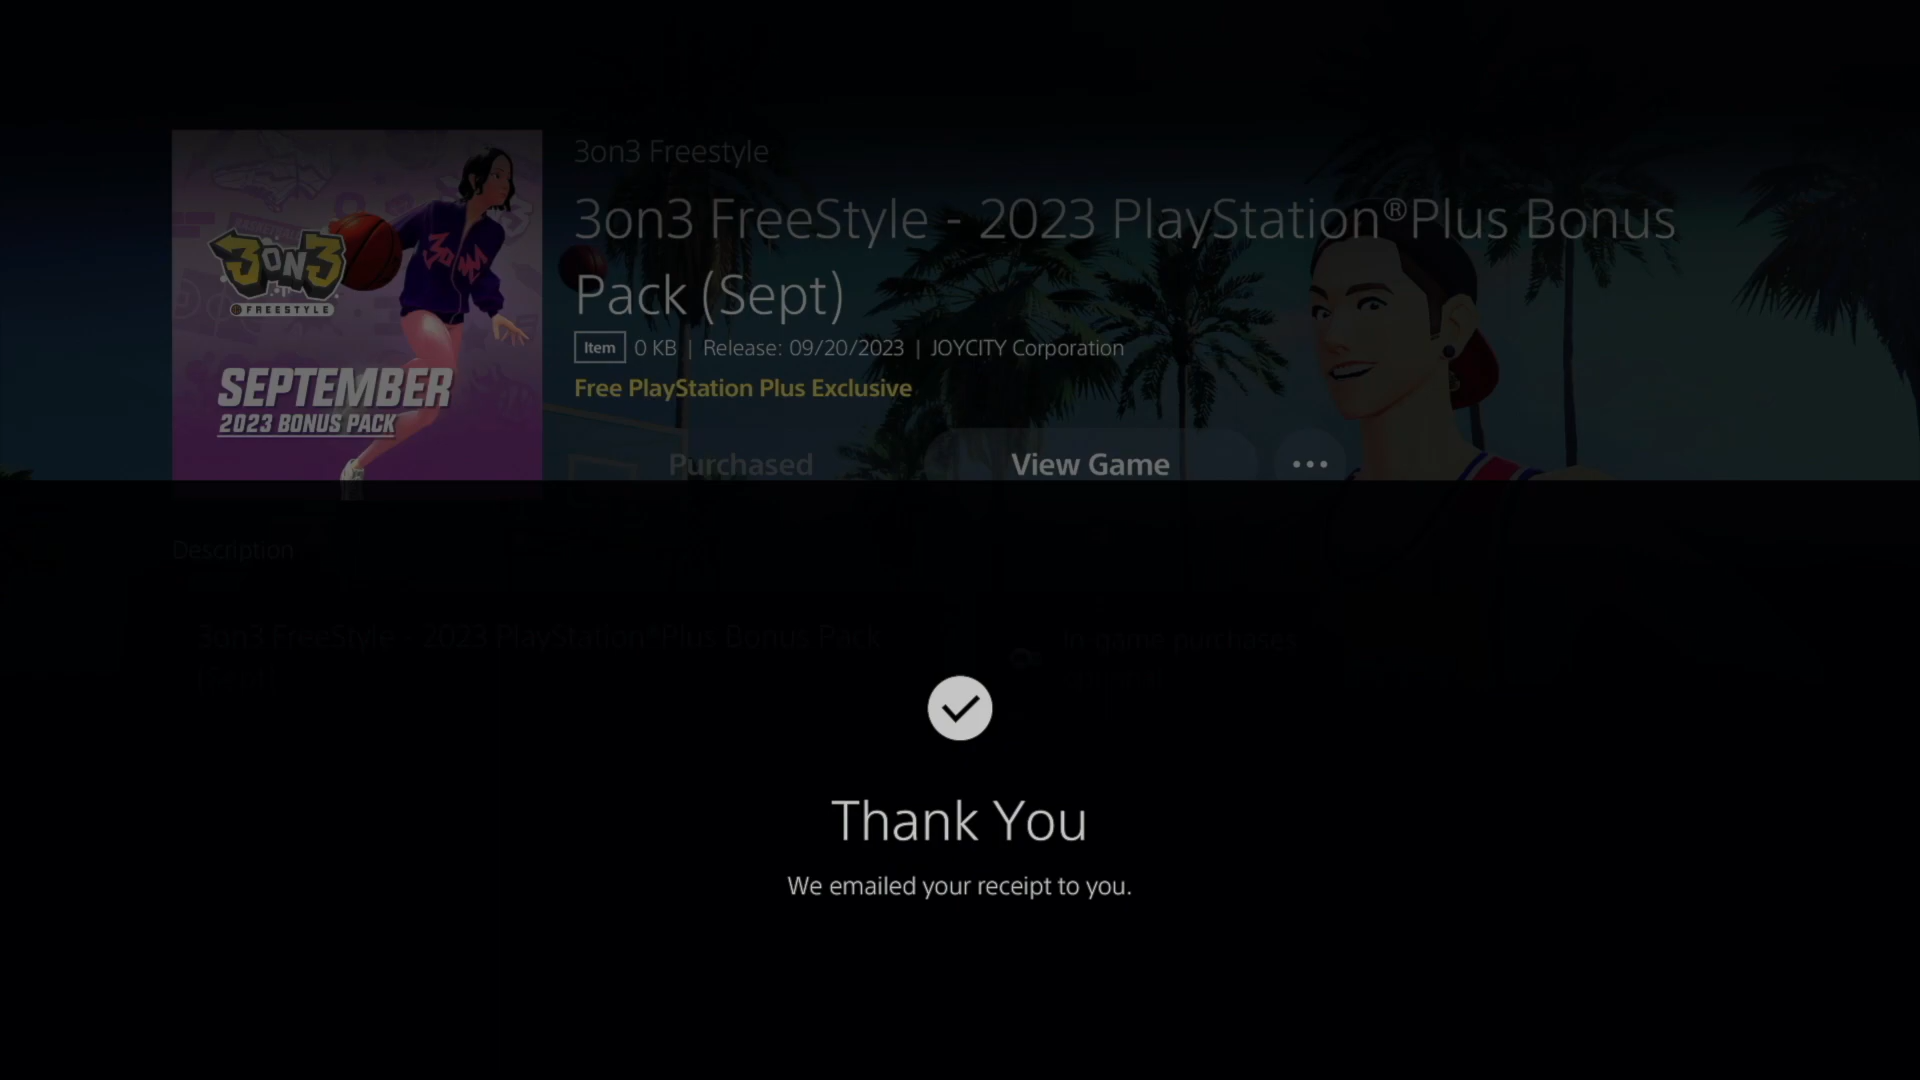 3on3 Freestyle
3on3 FreeStyle - 2023 PlayStation®Plus Bonus
Pack (Sept)
Item 0 KB | Release: 09/20/2023 | JOYCITY Corporation
Free PlayStation Plus Exclusive
Purchased
View Game
BASKETBALL
3ON3
FREESTYLE
SEPTEMBER
2023 BONUS PACK
Description
3on3 FreeStyle - 2023 PlayStation®Plus Bonus Pack
(Sept)
In-game purchases
Thank You
We emailed your receipt to you.